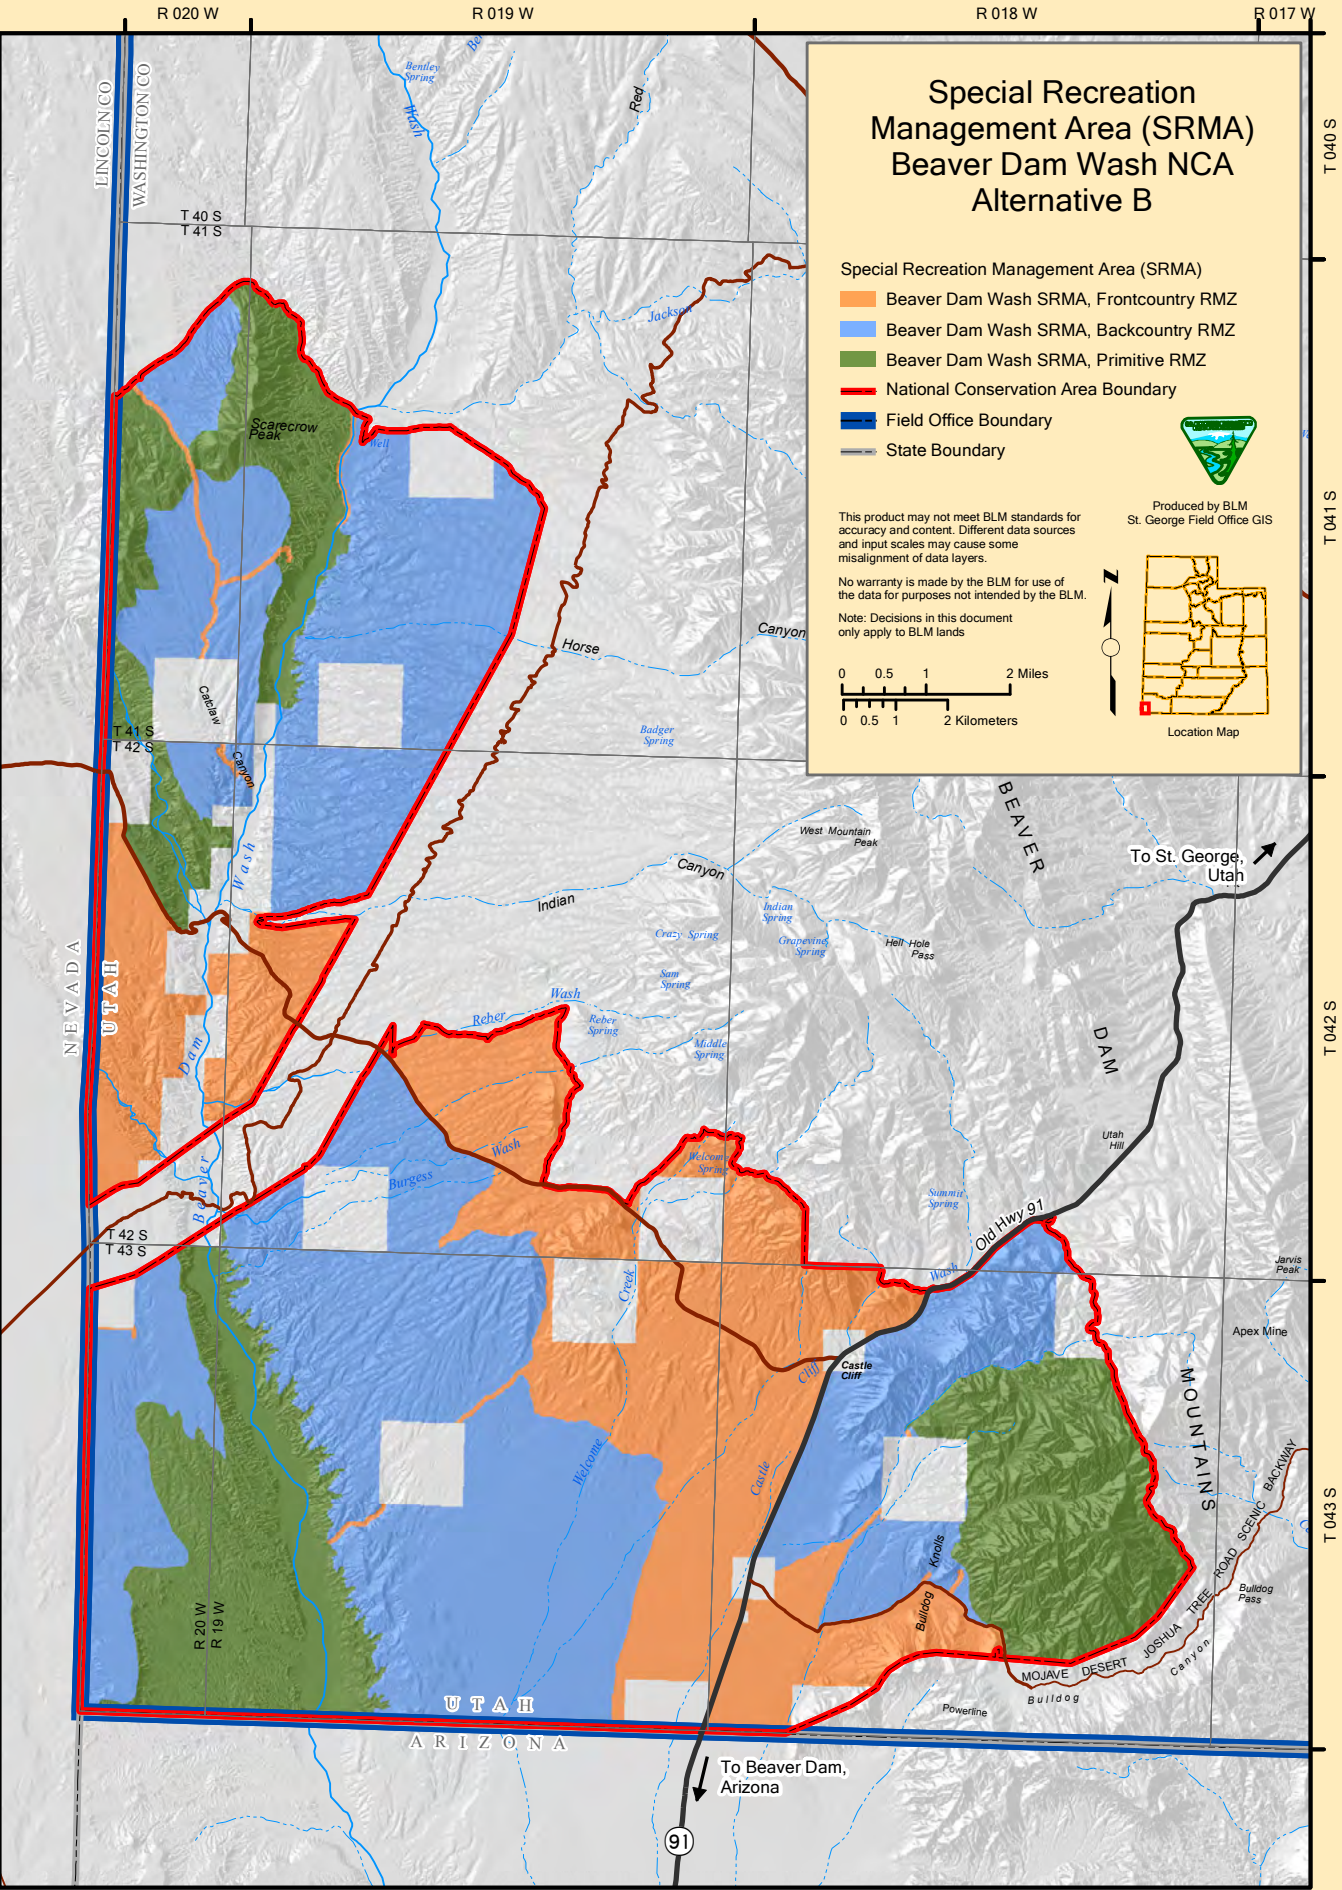 R 020 W
R 019 W
R 018 W
R 017 W
T 040 S
T 041 S
T 042 S
T 043 S
Special Recreation
Management Area (SRMA)
Beaver Dam Wash NCA
Alternative B
Special Recreation Management Area (SRMA)
Beaver Dam Wash SRMA, Frontcountry RMZ
Beaver Dam Wash SRMA, Backcountry RMZ
Beaver Dam Wash SRMA, Primitive RMZ
National Conservation Area Boundary
Field Office Boundary
State Boundary
Produced by BLM
St. George Field Office GIS
This product may not meet BLM standards for
accuracy and content. Different data sources
and input scales may cause some
misalignment of data layers.
No warranty is made by the BLM for use of
the data for purposes not intended by the BLM.
Note: Decisions in this document
only apply to BLM lands
0 0.5 1 2 Miles
0 0.5 1 2 Kilometers
Z
Location Map
LINCOLN CO
WASHINGTON CO
Bentley
Spring
Wash
Red
T 40 S
T 41 S
Jackson
Scarecrow
Peak
Well
Horse
Canyon
Catclaw
Canyon
T 41 S
T 42 S
Badger
Spring
BEAVER
West Mountain
Peak
To St. George,
Utah
Wash
Canyon
Indian
Indian
Spring
Crazy Spring
Grapevine
Spring
Hell Hole
Pass
Sam
Spring
NEVADA
UTAH
Wash
Reber
Reber
Spring
Middle
Spring
DAM
Dam
Utah
Hill
Wash
Burgess
Welcome
Spring
Summit
Spring
Beaver
Old Hwy 91
T 42 S
T 43 S
Wash
Creek
Jarvis
Peak
Apex Mine
Cliff
Castle
Cliff
MOUNTAINS
Welcome
Castle
Knolls
Bulldog
R 20 W
R 19 W
MOJAVE DESERT JOSHUA TREE ROAD SCENIC BACKWAY
Bulldog
Pass
Canyon
Bulldog
Powerline
UTAH
ARIZONA
To Beaver Dam,
Arizona
91